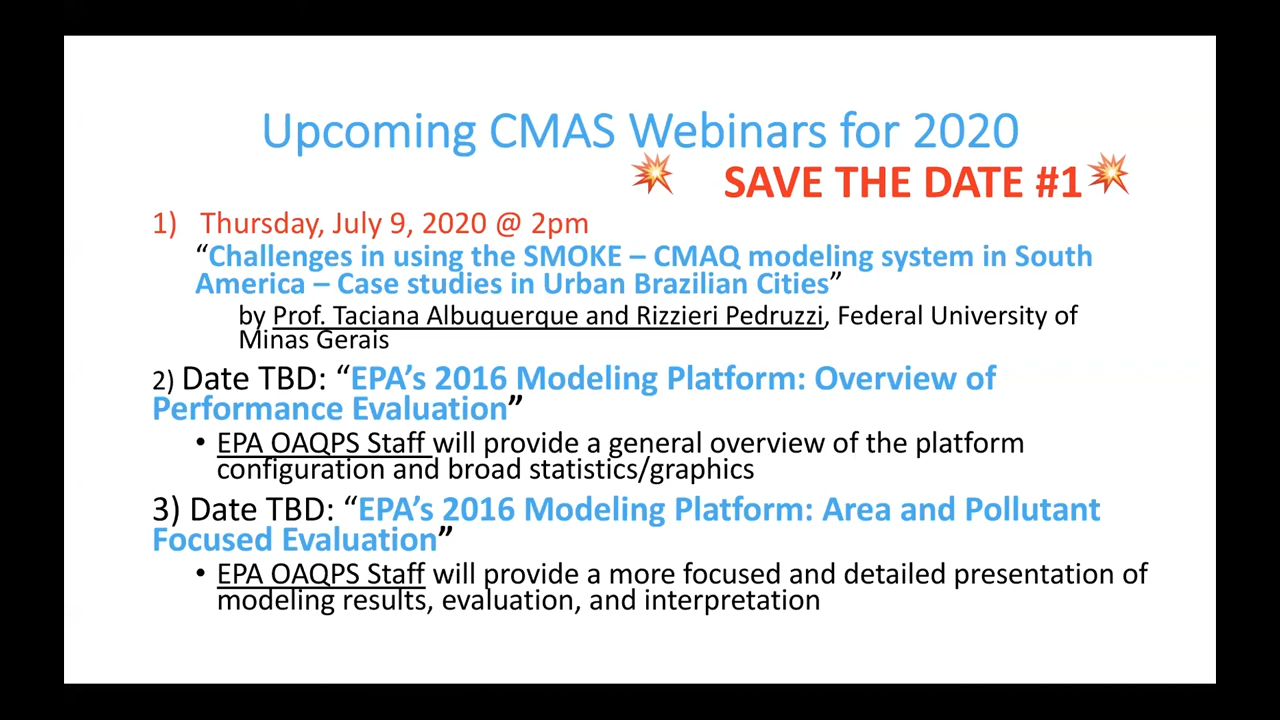 Upcoming CMAS Webinars for 2020
SAVE THE DATE #1
1) Thursday, July 9, 2020 @ 2pm
“Challenges in using the SMOKE – CMAQ modeling system in South
America – Case studies in Urban Brazilian Cities”
by Prof. Taciana Albuquerque and Rizzieri Pedruzzi, Federal University of
Minas Gerais
2) Date TBD: “EPA’s 2016 Modeling Platform: Overview of
Performance Evaluation”
• EPA OAQPS Staff will provide a general overview of the platform
configuration and broad statistics/graphics
3) Date TBD: “EPA’s 2016 Modeling Platform: Area and Pollutant
Focused Evaluation”
• EPA OAQPS Staff will provide a more focused and detailed presentation of
modeling results, evaluation, and interpretation